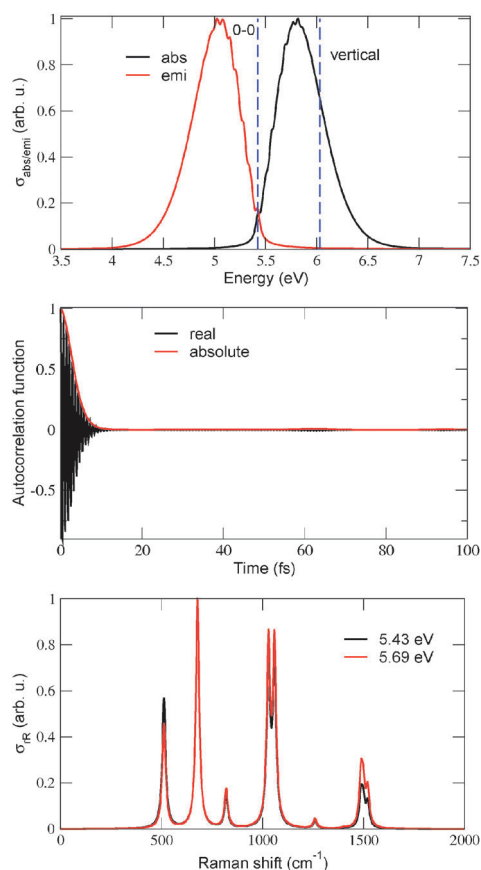 0-0
abs
emi
vertical
σabs/emi (arb. u.)
1
0.8
0.6
0.4
0.2
0
3.5 4 4.5 5 5.5 6 6.5 7 7.5
Energy (eV)
real
absolute
Autocorrelation function
1
0.5
0
-0.5
0 20 40 60 80 100
Time (fs)
5.43 eV
5.69 eV
σrR (arb. u.)
1
0.8
0.6
0.4
0.2
0
0 500 1000 1500 2000
Raman shift (cm⁻¹)